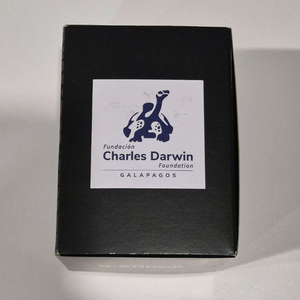 Fundación
Charles Darwin
Foundation
GALAPAGOS